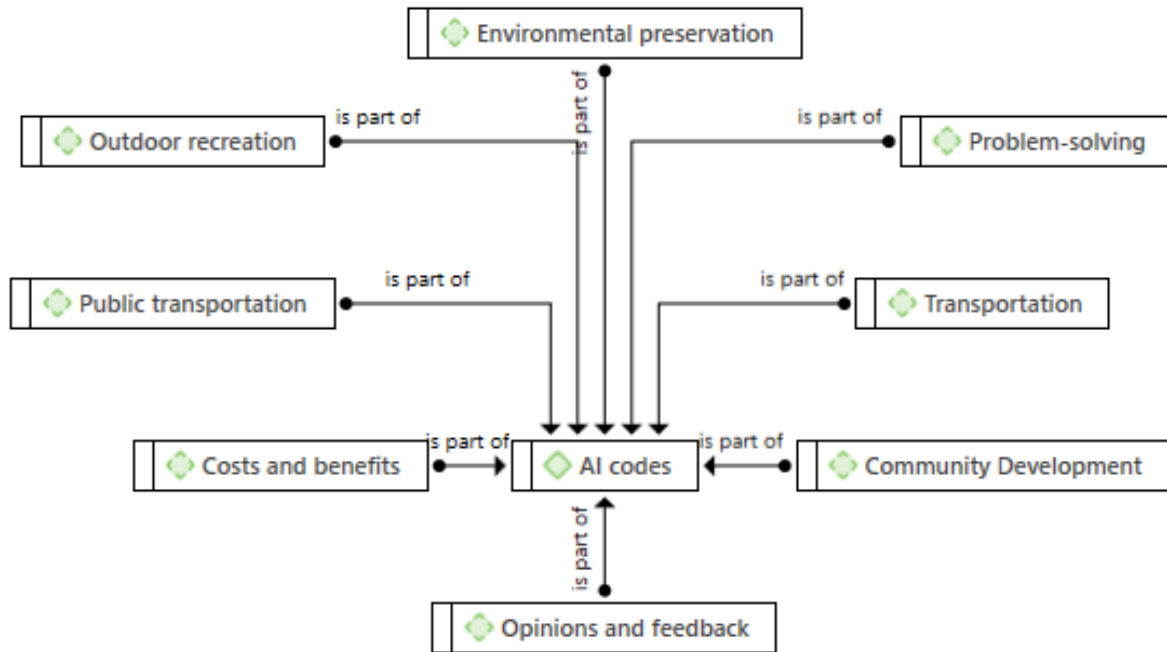 Environmental preservation
is part of
is part of
is part of
Outdoor recreation
Problem-solving
is part of
is part of
Public transportation
Transportation
is part of
is part of
Costs and benefits
AI codes
Community Development
is part of
Opinions and feedback